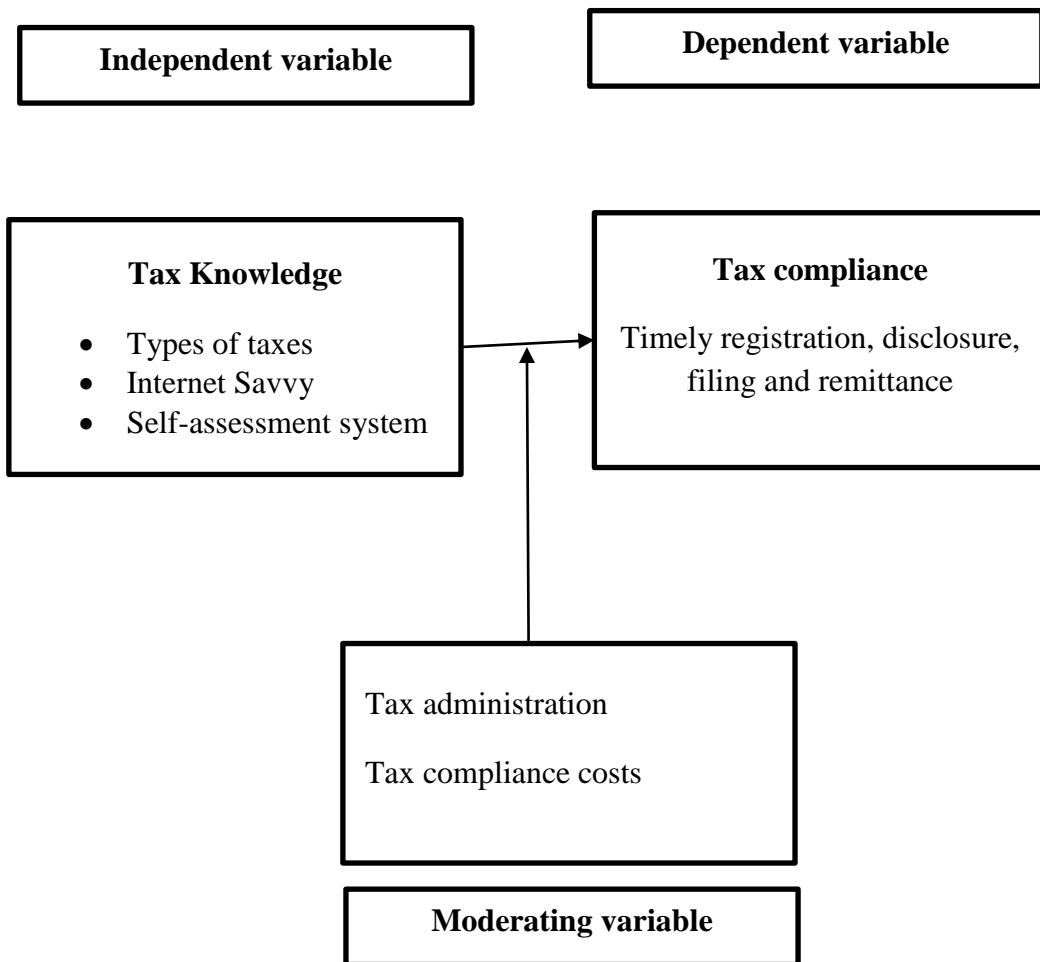 Independent variable
Dependent variable
Tax Knowledge
• Types of taxes
• Internet Savvy
• Self-assessment system
Tax compliance
Timely registration, disclosure,
filing and remittance
Tax administration
Tax compliance costs
Moderating variable